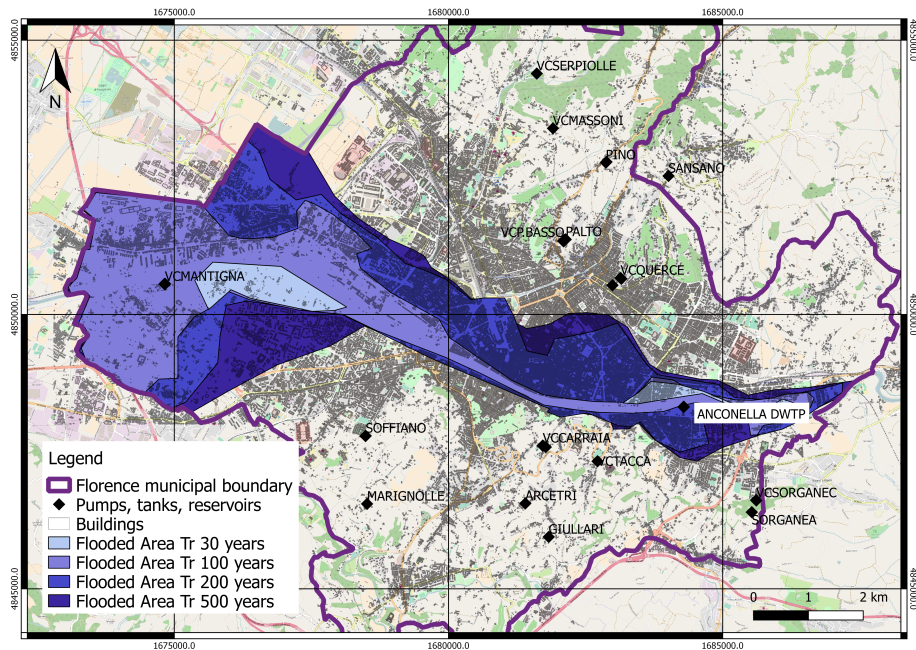 1675000.0 1680000.0 1685000.0
4855000.0 4855000.0
N
VCSERPIOLLE
VCMASSONI
PINO
SANSANO
VCP.BASSOPALTO
VCMANTIGNA
VCQUERCE
4850000.0 4850000.0
ANCONELLA DWTP
SOFFIANO
VCCARRAIA
VCTACCA
MARIGNOLLE
ARCETRI
VCSORGANEC
SORGANEA
GIULLARI
Legend
Florence municipal boundary
Pumps, tanks, reservoirs
Buildings
Flooded Area Tr 30 years
Flooded Area Tr 100 years
Flooded Area Tr 200 years
Flooded Area Tr 500 years
4845000.0 4845000.0
0 1 2 km
1675000.0 1680000.0 1685000.0